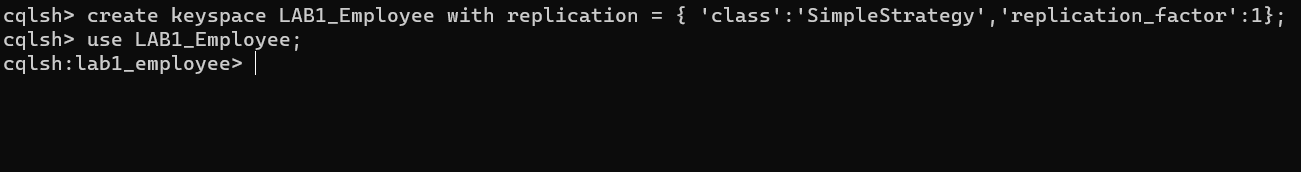 cqlsh> create keyspace LAB1_Employee with replication = { 'class':'SimpleStrategy','replication_factor':1};
cqlsh> use LAB1_Employee;
cqlsh:lab1_employee>